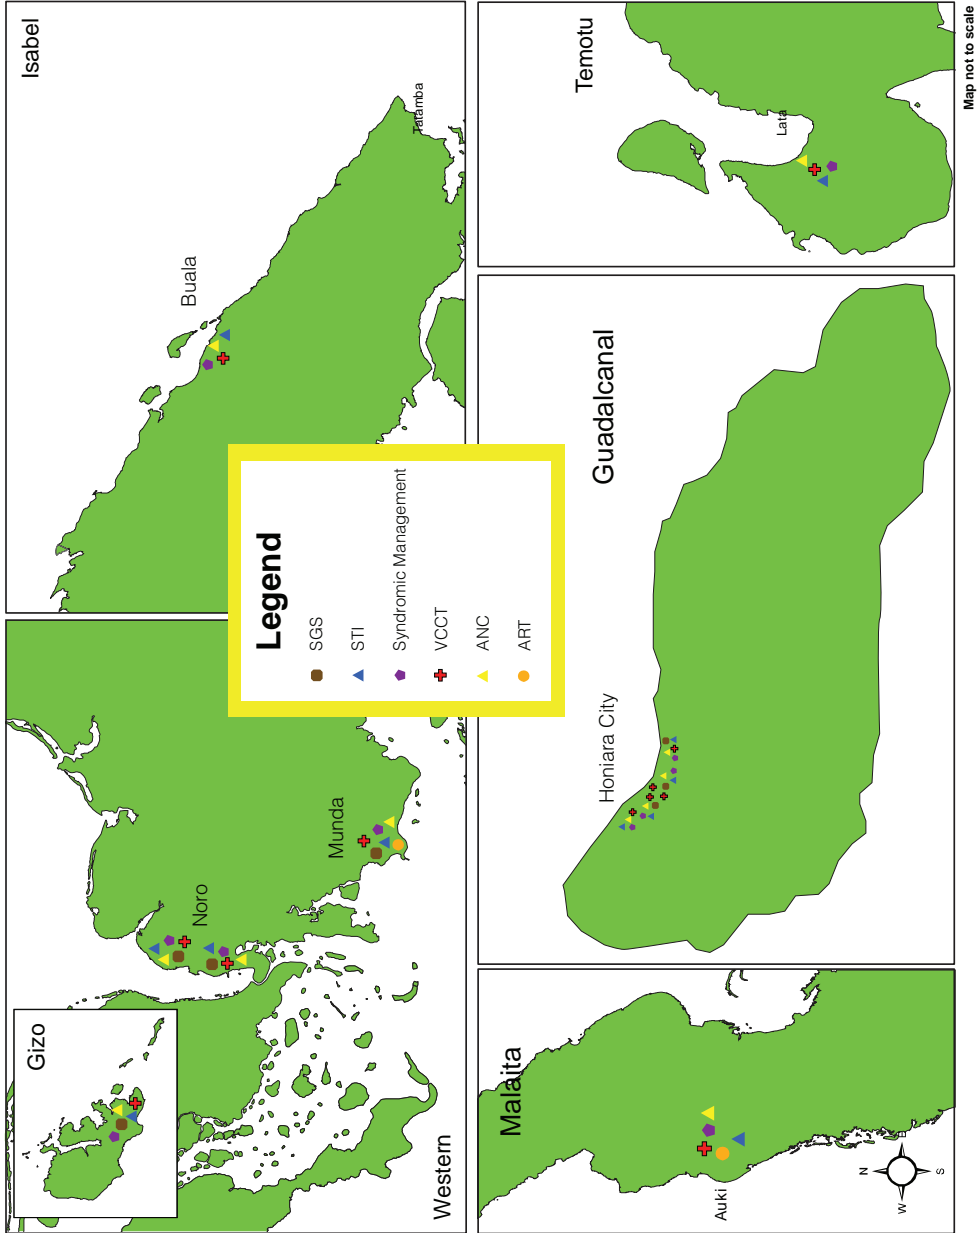 Gizo
Noro
Munda
Western
Isabel
Buala
Tatamba
Legend
SGS
STI
Syndromic Management
VCCT
ANC
ART
Malaita
Auki
N
W
S
Guadalcanal
Honiara City
Temotu
Lata
Map not to scale